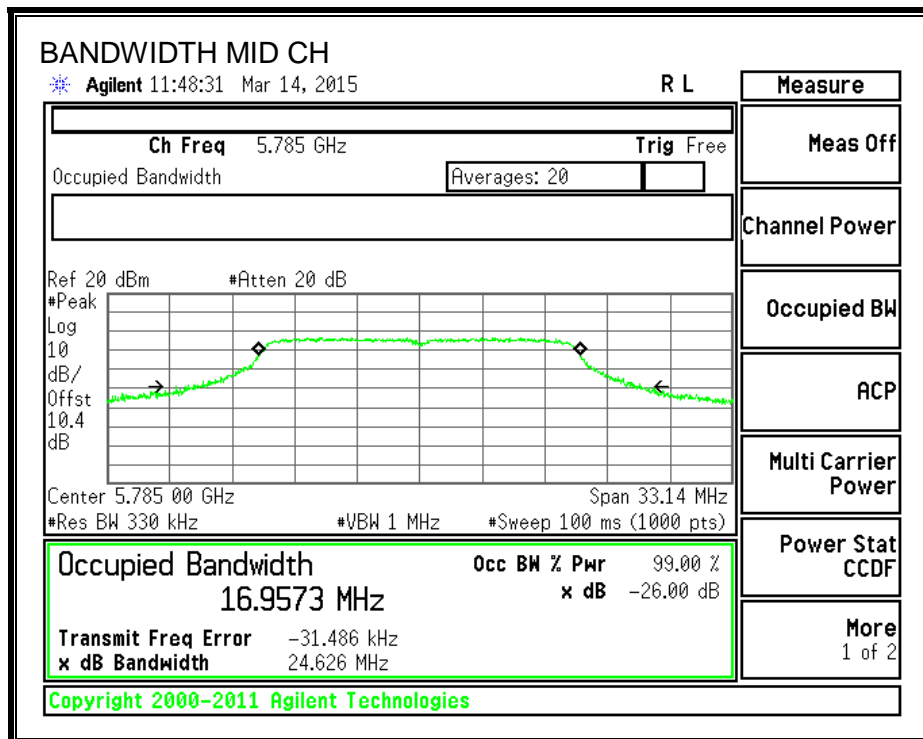 BANDWIDTH MID CH
Agilent 11:48:31 Mar 14, 2015 R L
Measure
Ch Freq 5.785 GHz Trig Free
Meas Off
Occupied Bandwidth Averages: 20
Channel Power
Ref 20 dBm #Atten 20 dB
#Peak
Log
10
dB/
Offst
10.4
dB
Occupied BW
ACP
Center 5.785 00 GHz Span 33.14 MHz
#Res BW 330 kHz #VBW 1 MHz #Sweep 100 ms (1000 pts)
Multi Carrier
Power
Occupied Bandwidth Occ BW % Pwr 99.00 %
16.9573 MHz x dB -26.00 dB
Power Stat
CCDF
Transmit Freq Error -31.486 kHz
x dB Bandwidth 24.626 MHz
More
1 of 2
Copyright 2000-2011 Agilent Technologies